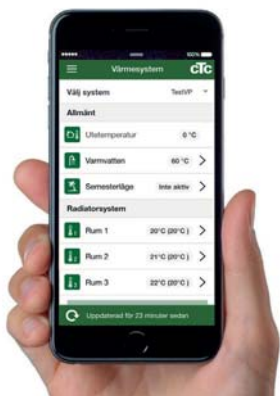 100%
Värmesystem
cTc
Välj system TestVP
Allmänt
Utetemperatur 0 °C
Varmvatten 60 °C
Semesterläge Inte aktiv
Radiatorsystem
Rum 1 20°C (20°C )
Rum 2 21°C (20°C )
Rum 3 22°C (20°C )
Uppdaterad för 23 minuter sedan